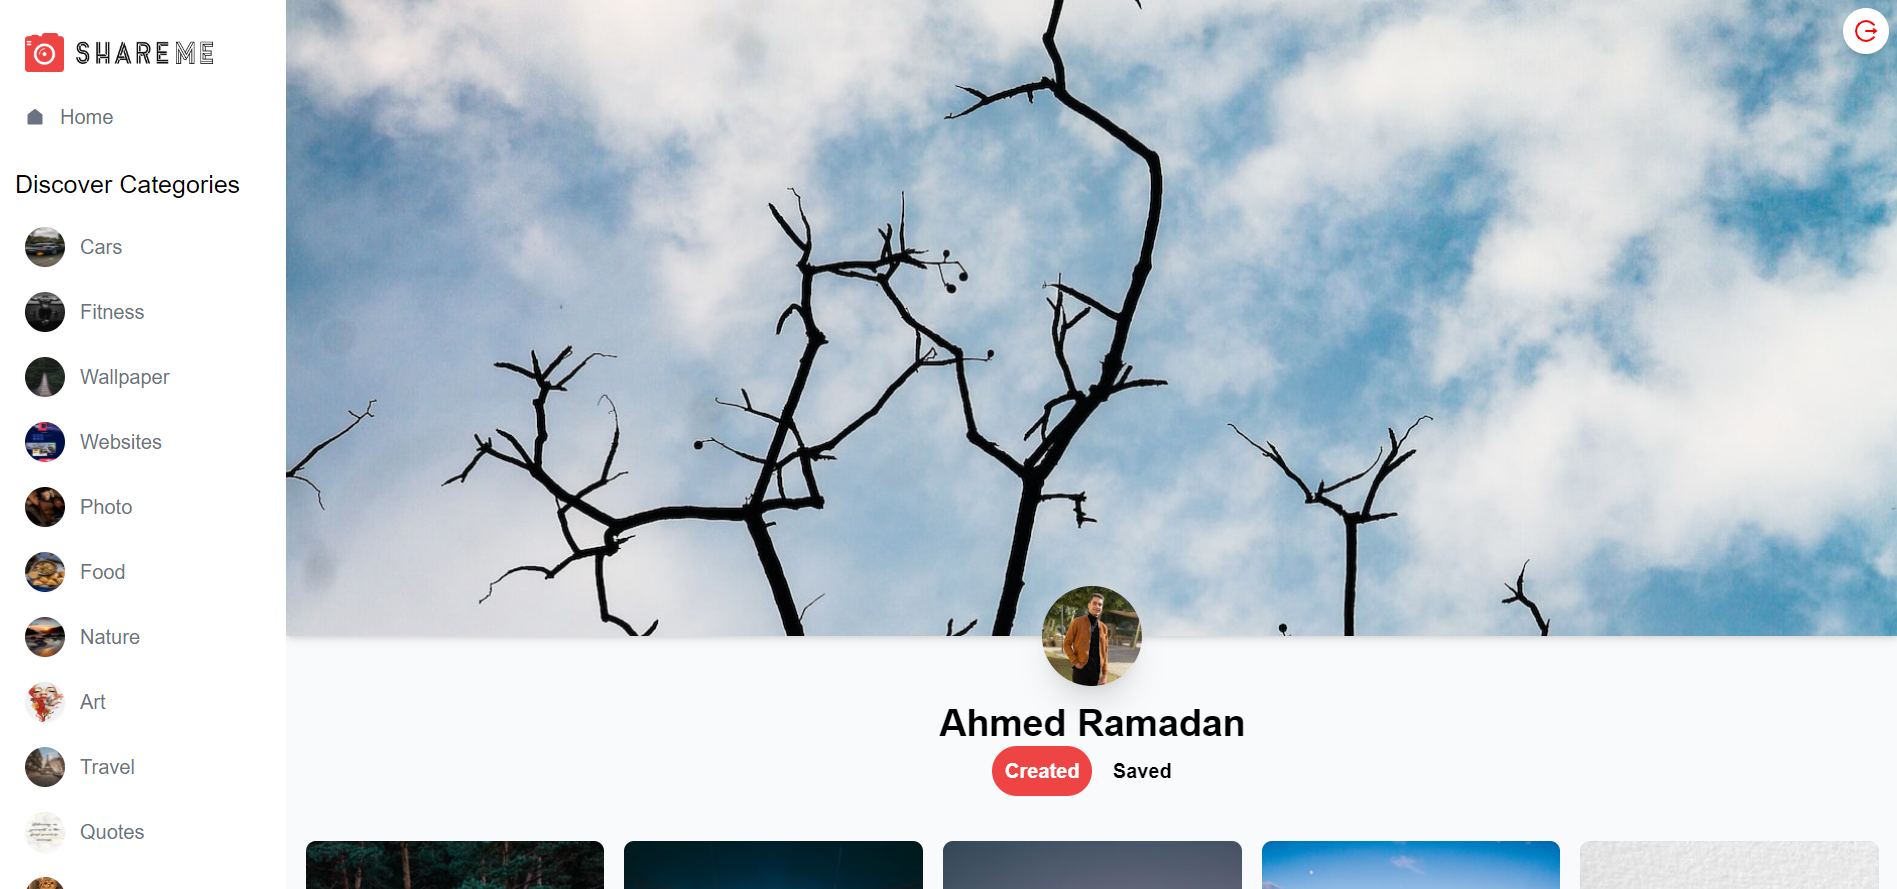 SHAREME
Home
Discover Categories
Cars
Fitness
Wallpaper
Websites
Photo
Food
Nature
Art
Travel
Quotes
Ahmed Ramadan
Created
Saved